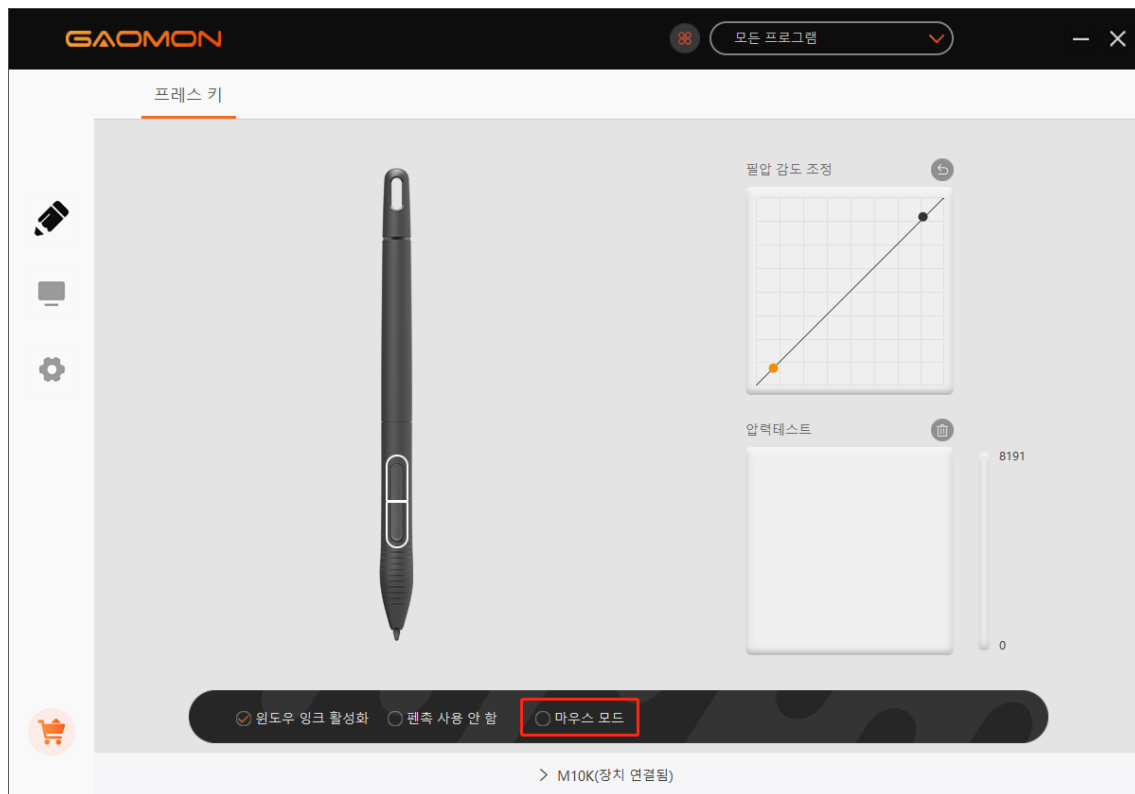 GAOMON
모든 프로그램
프레스 키
필압 감도 조정
압력테스트
8191
0
윈도우 잉크 활성화 펜촉 사용 안 함 마우스 모드
M10K(장치 연결됨)